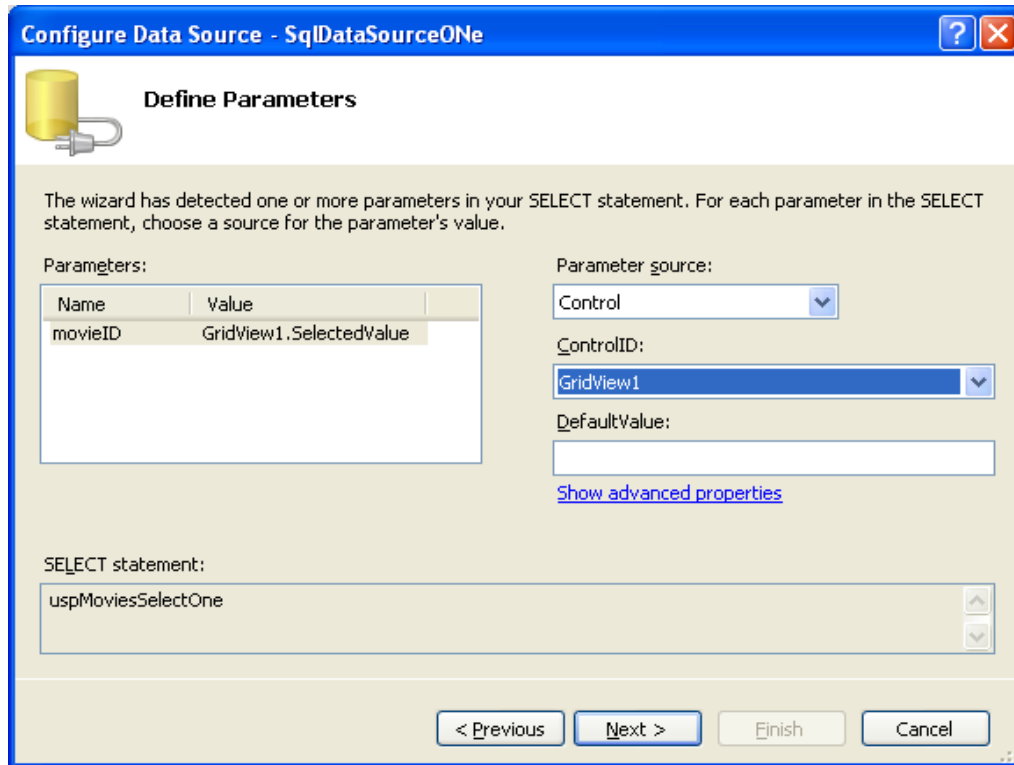 Configure Data Source - SqlDataSourceONe
Define Parameters
The wizard has detected one or more parameters in your SELECT statement. For each parameter in the SELECT
statement, choose a source for the parameter's value.
Parameters:
Name Value
movieID GridView1.SelectedValue
Parameter source:
Control
ControlID:
GridView1
DefaultValue:
Show advanced properties
SELECT statement:
uspMoviesSelectOne
< Previous Next > Finish Cancel